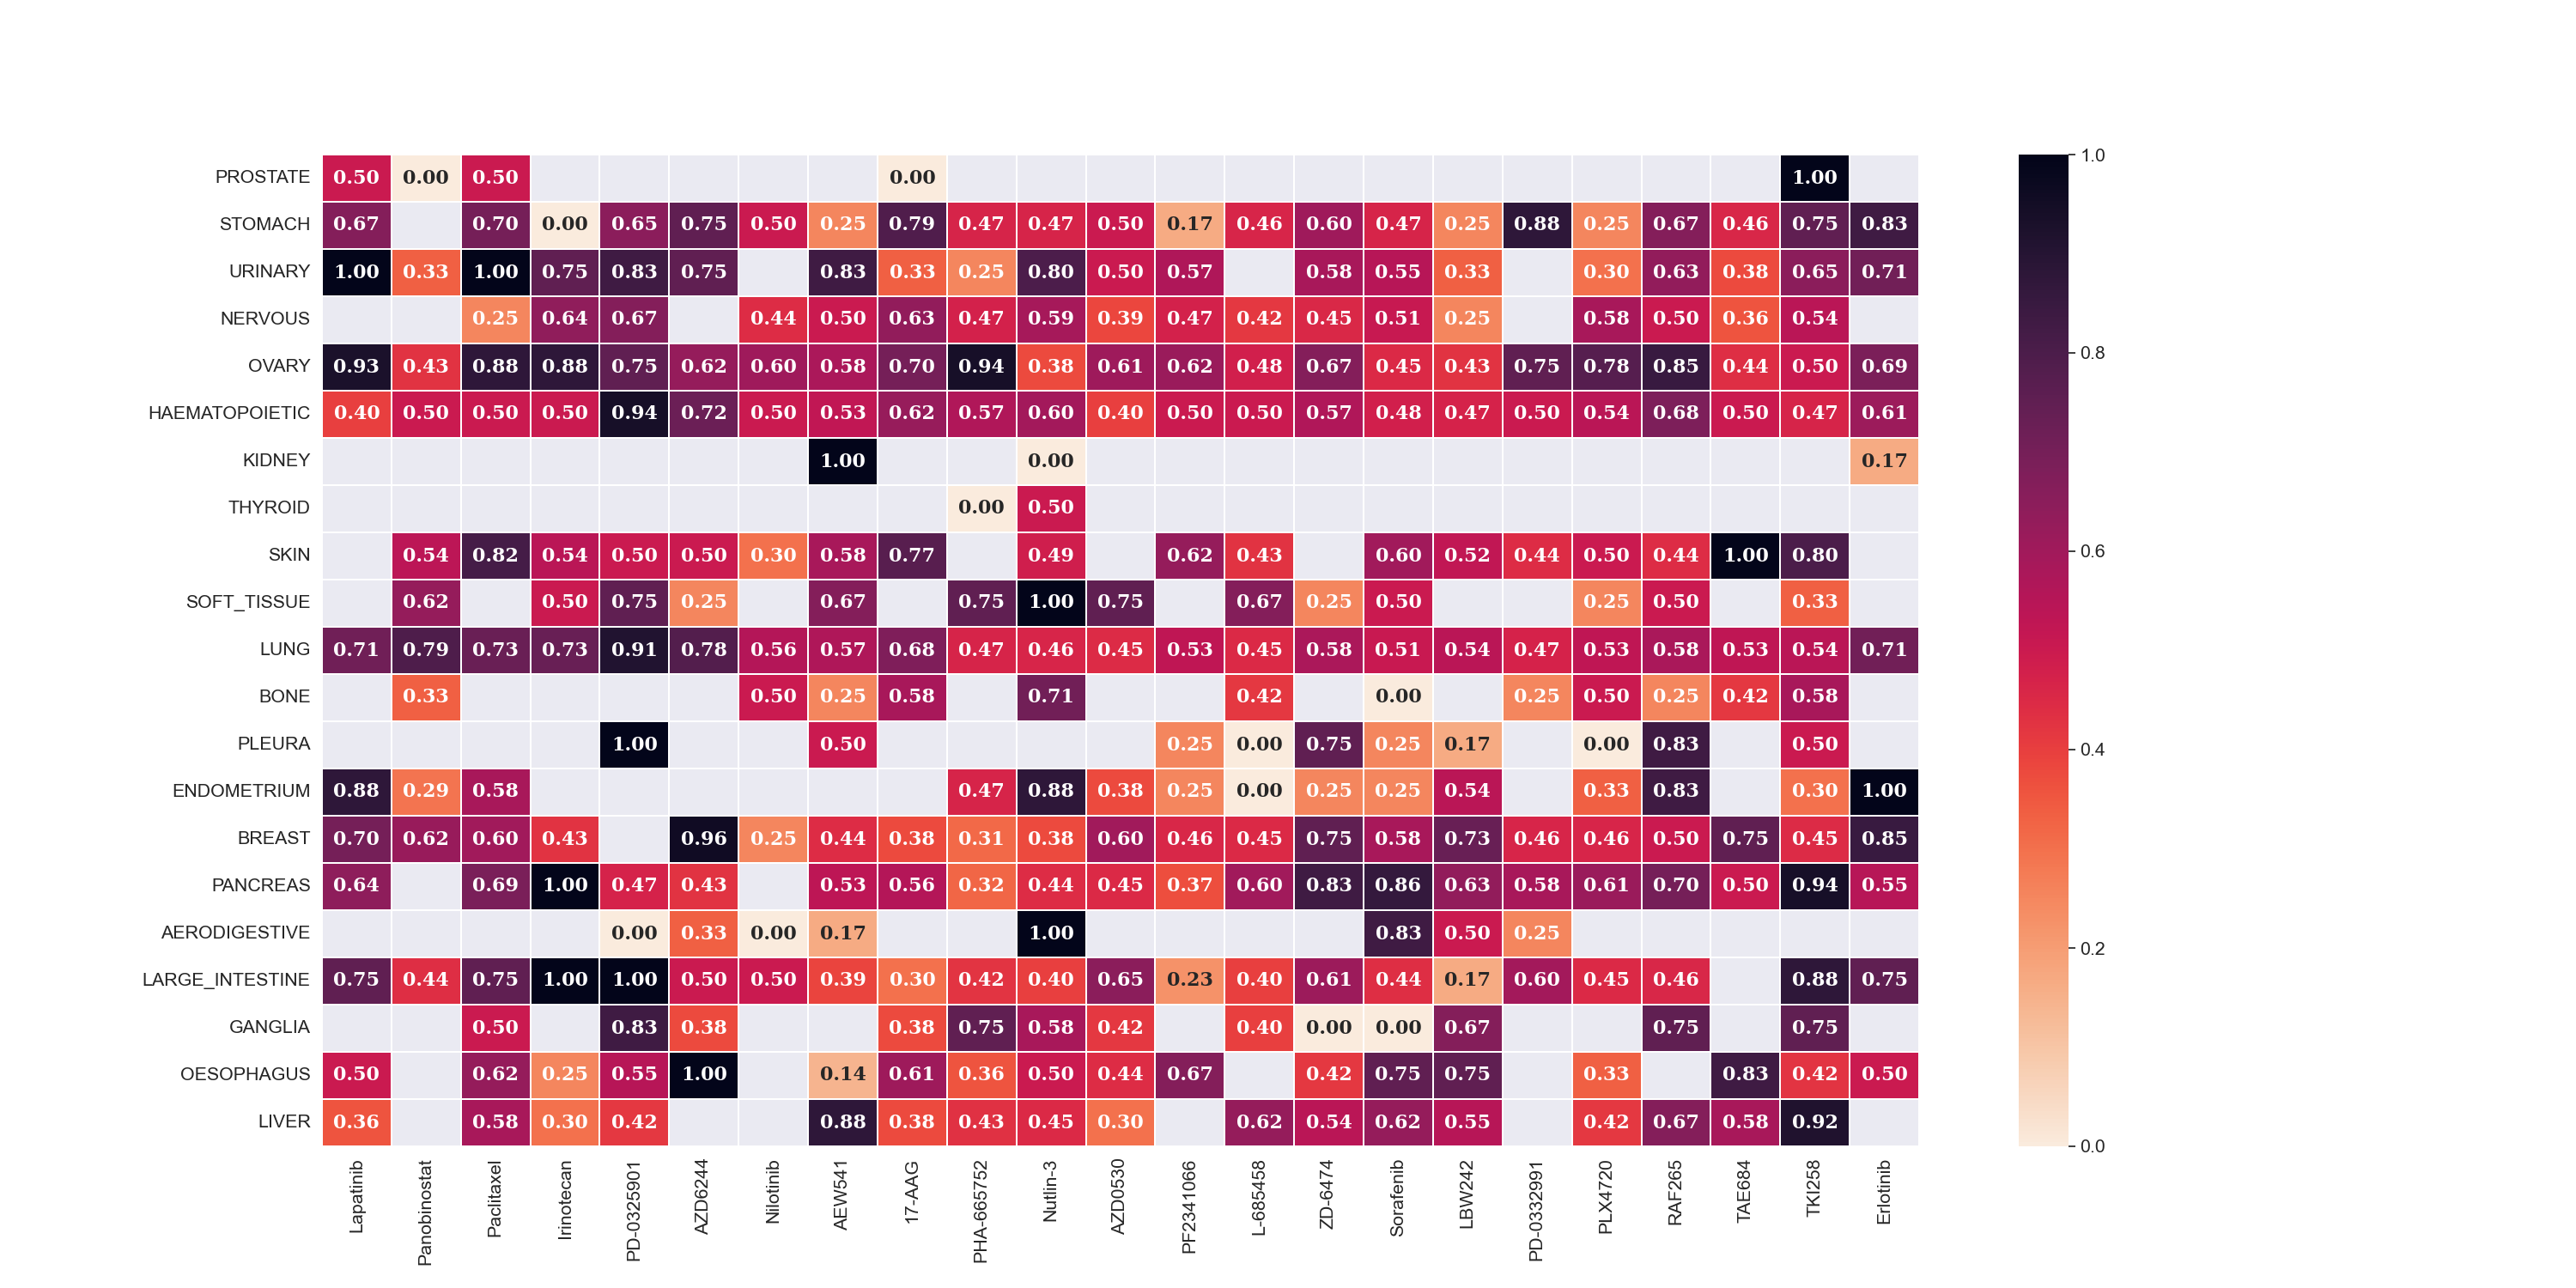 PROSTATE 0.50 0.00 0.50 0.00 1.00 1.0
STOMACH 0.67 0.70 0.00 0.65 0.75 0.50 0.25 0.79 0.47 0.47 0.50 0.17 0.46 0.60 0.47 0.25 0.88 0.25 0.67 0.46 0.75 0.83
URINARY 1.00 0.33 1.00 0.75 0.83 0.75 0.83 0.33 0.25 0.80 0.50 0.57 0.58 0.55 0.33 0.30 0.63 0.38 0.65 0.71
NERVOUS 0.25 0.64 0.67 0.44 0.50 0.63 0.47 0.59 0.39 0.47 0.42 0.45 0.51 0.25 0.58 0.50 0.36 0.54
OVARY 0.93 0.43 0.88 0.88 0.75 0.62 0.60 0.58 0.70 0.94 0.38 0.61 0.62 0.48 0.67 0.45 0.43 0.75 0.78 0.85 0.44 0.50 0.69 0.8
HAEMATOPOIETIC 0.40 0.50 0.50 0.50 0.94 0.72 0.50 0.53 0.62 0.57 0.60 0.40 0.50 0.50 0.57 0.48 0.47 0.50 0.54 0.68 0.50 0.47 0.61
KIDNEY 1.00 0.00 0.17
THYROID 0.00 0.50
SKIN 0.54 0.82 0.54 0.50 0.50 0.30 0.58 0.77 0.49 0.62 0.43 0.60 0.52 0.44 0.50 0.44 1.00 0.80 0.6
SOFT_TISSUE 0.62 0.50 0.75 0.25 0.67 0.75 1.00 0.75 0.67 0.25 0.50 0.25 0.50 0.33
LUNG 0.71 0.79 0.73 0.73 0.91 0.78 0.56 0.57 0.68 0.47 0.46 0.45 0.53 0.45 0.58 0.51 0.54 0.47 0.53 0.58 0.53 0.54 0.71
BONE 0.33 0.50 0.25 0.58 0.71 0.42 0.00 0.25 0.50 0.25 0.42 0.58
PLEURA 1.00 0.50 0.25 0.00 0.75 0.25 0.17 0.00 0.83 0.50 0.4
ENDOMETRIUM 0.88 0.29 0.58 0.47 0.88 0.38 0.25 0.00 0.25 0.25 0.54 0.33 0.83 0.30 1.00
BREAST 0.70 0.62 0.60 0.43 0.96 0.25 0.44 0.38 0.31 0.38 0.60 0.46 0.45 0.75 0.58 0.73 0.46 0.46 0.50 0.75 0.45 0.85
PANCREAS 0.64 0.69 1.00 0.47 0.43 0.53 0.56 0.32 0.44 0.45 0.37 0.60 0.83 0.86 0.63 0.58 0.61 0.70 0.50 0.94 0.55
AERODIGESTIVE 0.00 0.33 0.00 0.17 1.00 0.83 0.50 0.25
LARGE_INTESTINE 0.75 0.44 0.75 1.00 1.00 0.50 0.50 0.39 0.30 0.42 0.40 0.65 0.23 0.40 0.61 0.44 0.17 0.60 0.45 0.46 0.88 0.75 0.2
GANGLIA 0.50 0.83 0.38 0.38 0.75 0.58 0.42 0.40 0.00 0.00 0.67 0.75 0.75
OESOPHAGUS 0.50 0.62 0.25 0.55 1.00 0.14 0.61 0.36 0.50 0.44 0.67 0.42 0.75 0.75 0.33 0.83 0.42 0.50
LIVER 0.36 0.58 0.30 0.42 0.88 0.38 0.43 0.45 0.30 0.62 0.54 0.62 0.55 0.42 0.67 0.58 0.92 0.0
Lapatinib
Panobinostat
Paclitaxel
Irinotecan
PD-0325901
AZD6244
Nilotinib
AEW541
17-AAG
PHA-665752
Nutlin-3
AZD0530
PF2341066
L-685458
ZD-6474
Sorafenib
LBW242
PD-0332991
PLX4720
RAF265
TAE684
TKI258
Erlotinib